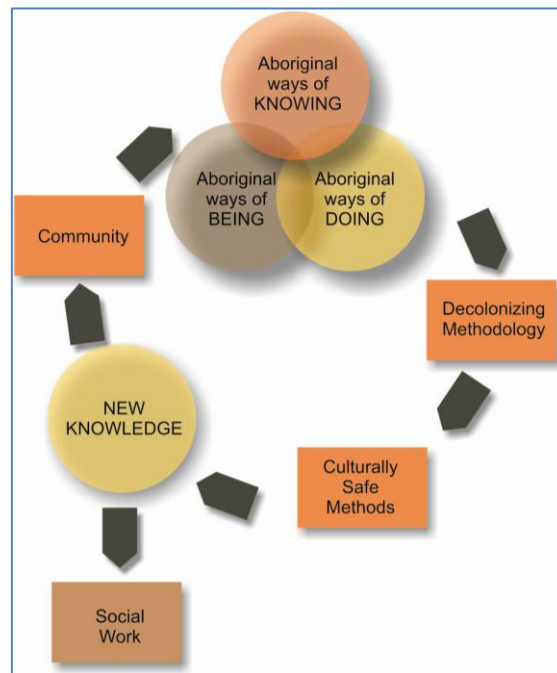 Aboriginal
ways of
KNOWING
Aboriginal
ways of
BEING
Aboriginal
ways of
DOING
Community
Decolonizing
Methodology
NEW
KNOWLEDGE
Culturally
Safe
Methods
Social
Work